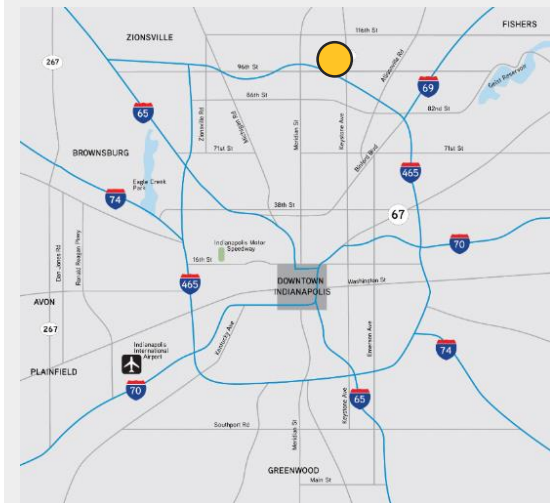 116th St
ZIONSVILLE
FISHERS
267
96th St
Allisonville Rd
Geist Reservoir
86th St
69
82nd St
65
Zionsville Rd
Michigan Rd
Meridian St
Keystone Ave
Binford Blvd
71st St
71st St
BROWNSBURG
465
Eagle Creek
Park
74
38th St
67
Indianapolis Motor
Speedway
70
16th St
Dan Jones Rd
Ronald Reagan Pkwy
DOWNTOWN
INDIANAPOLIS
Washington St
465
AVON
267
Indianapolis
International
Airport
Kentucky Ave
Emerson Ave
74
PLAINFIELD
70
Keystone Ave
65
Southport Rd
Meridian St
GREENWOOD
Main St